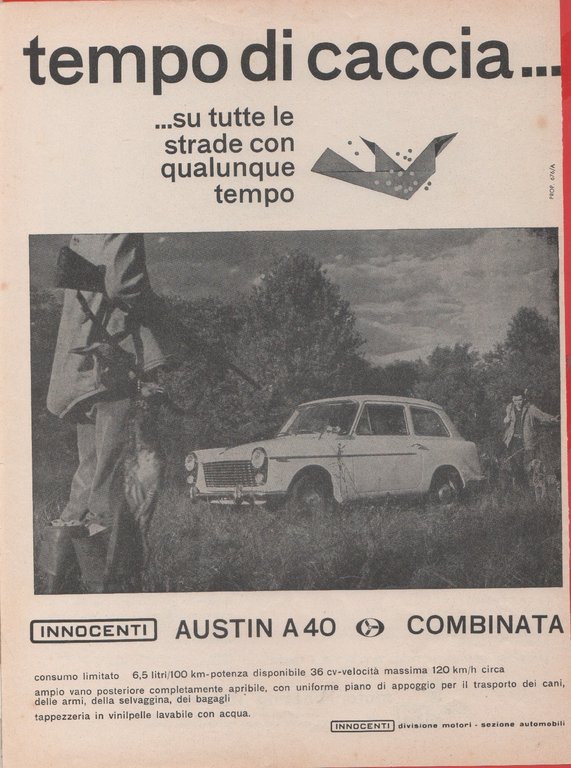 tempo di caccia...
...su tutte le
strade con
qualunque
tempo
PROP. 676/A
INNOCENTI AUSTIN A40 COMBINATA
consumo limitato 6,5 litri/100 km-potenza disponibile 36 cv-velocità massima 120 km/h circa
ampio vano posteriore completamente apribile, con uniforme piano di appoggio per il trasporto dei cani,
delle armi, della selvaggina, dei bagagli
tappezzeria in vinilpelle lavabile con acqua.
INNOCENTI divisione motori - sezione automobili